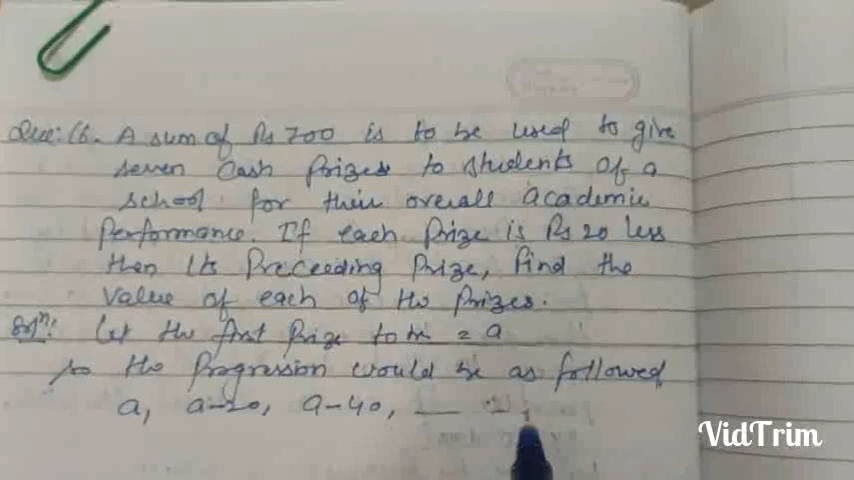 Que: 16. A sum of Rs 700 is to be used to give
seven cash prizes to students of a
school for their overall academic
performance. If each prize is Rs 20 less
then its preceeding prize, find the
value of each of the prizes.
Solⁿ: Let the first prize to be = a
so the progression would be as followed
a, a-20, a-40, —
VidTrim